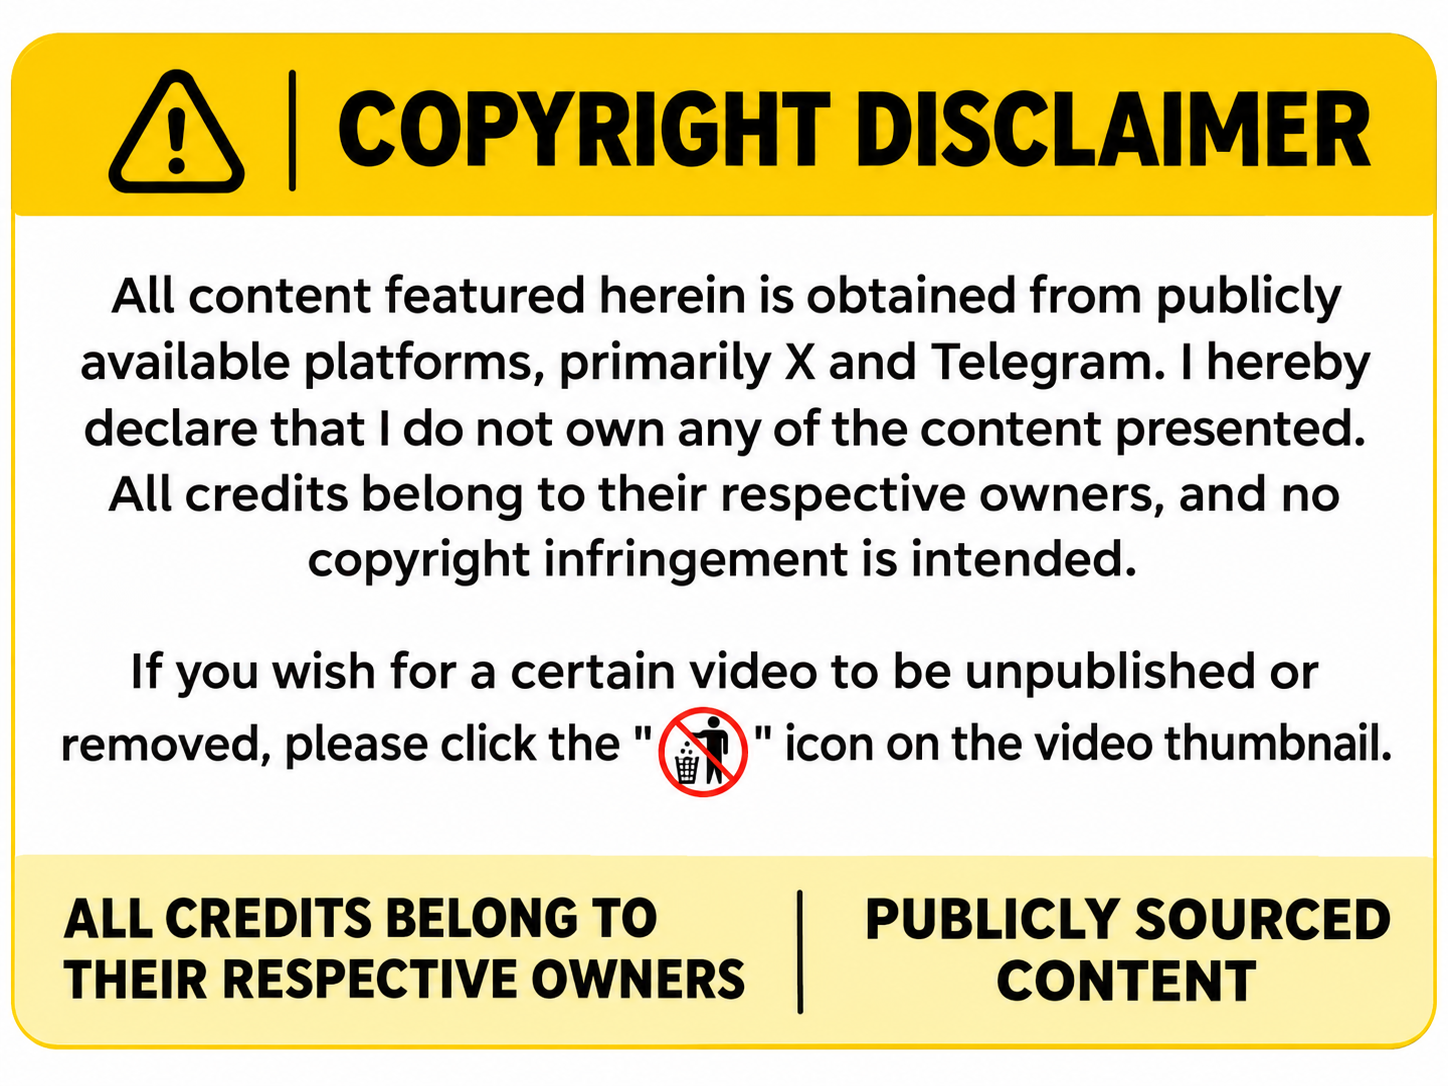 COPYRIGHT DISCLAIMER
All content featured herein is obtained from publicly
available platforms, primarily X and Telegram. I hereby
declare that I do not own any of the content presented.
All credits belong to their respective owners, and no
copyright infringement is intended.
If you wish for a certain video to be unpublished or
removed, please click the " " icon on the video thumbnail.
ALL CREDITS BELONG TO
THEIR RESPECTIVE OWNERS
PUBLICLY SOURCED
CONTENT